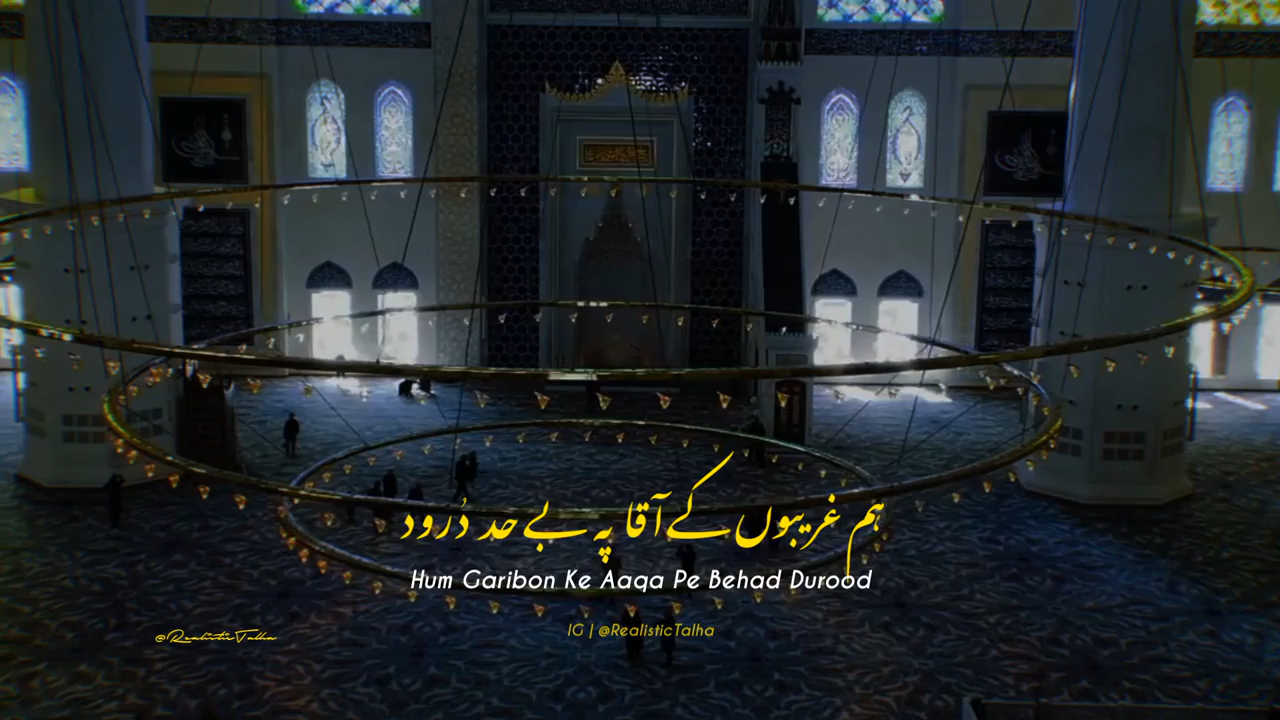 ہم غریبوں کے آقا پہ بے حد دُرود
Hum Garibon Ke Aaqa Pe Behad Durood
IG | @RealisticTalha
@RealisticTalha